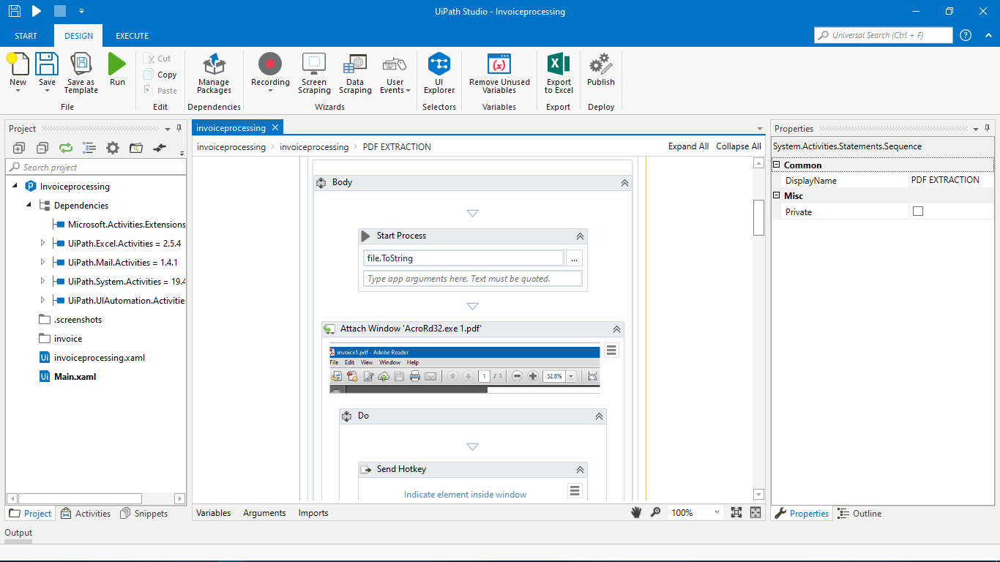 UiPath Studio - Invoiceprocessing
START DESIGN EXECUTE
Universal Search (Ctrl + F)
New Save Save as Template Run
File
Cut
Copy
Paste
Edit
Manage Packages
Dependencies
Recording Screen Scraping Data Scraping User Events
Wizards
UI Explorer
Selectors
Remove Unused Variables
Variables
Export to Excel
Export
Publish
Deploy
Project
Search project
Invoiceprocessing
Dependencies
Microsoft.Activities.Extensions
UiPath.Excel.Activities = 2.5.4
UiPath.Mail.Activities = 1.4.1
UiPath.System.Activities = 19.4
UiPath.UIAutomation.Activitie
.screenshots
invoice
invoiceprocessing.xaml
Main.xaml
Project Activities Snippets
Output
invoiceprocessing
invoiceprocessing invoiceprocessing PDF EXTRACTION
Expand All Collapse All
Body
Start Process
file.ToString
...
Type app arguments here. Text must be quoted.
Attach Window 'AcroRd32.exe 1.pdf'
invoice1.pdf - Adobe Reader
File Edit View Window Help
1 / 1 52.8%
Do
Send Hotkey
Indicate element inside window
Variables Arguments Imports
100%
Properties
System.Activities.Statements.Sequence
Common
DisplayName PDF EXTRACTION
Misc
Private
Properties Outline